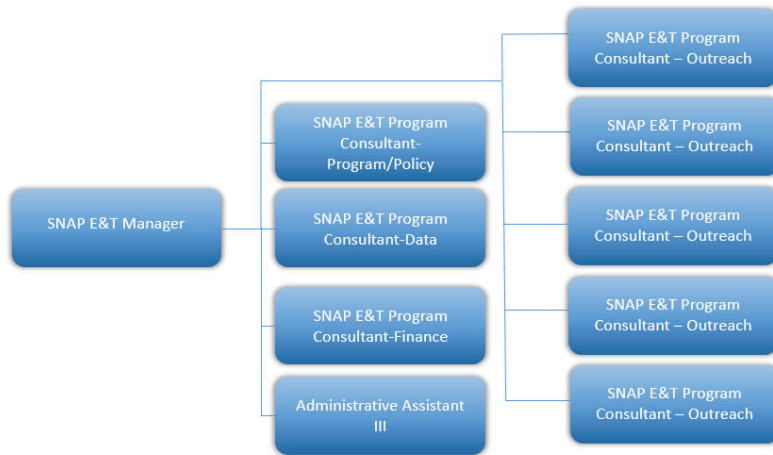 SNAP E&T Manager
SNAP E&T Program
Consultant-
Program/Policy
SNAP E&T Program
Consultant-Data
SNAP E&T Program
Consultant-Finance
Administrative Assistant
III
SNAP E&T Program
Consultant – Outreach
SNAP E&T Program
Consultant – Outreach
SNAP E&T Program
Consultant – Outreach
SNAP E&T Program
Consultant – Outreach
SNAP E&T Program
Consultant – Outreach